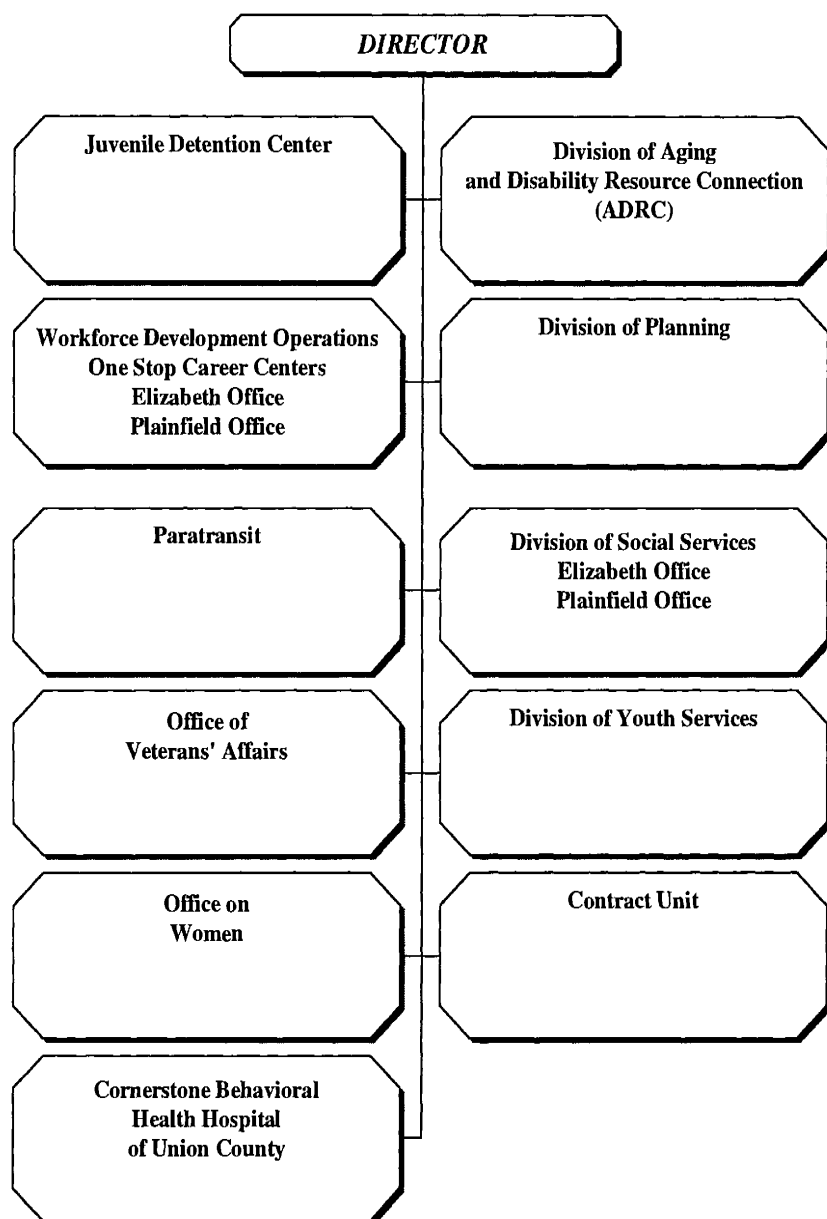 DIRECTOR
Juvenile Detention Center
Division of Aging
and Disability Resource Connection
(ADRC)
Workforce Development Operations
One Stop Career Centers
Elizabeth Office
Plainfield Office
Division of Planning
Paratransit
Division of Social Services
Elizabeth Office
Plainfield Office
Office of
Veterans' Affairs
Division of Youth Services
Office on
Women
Contract Unit
Cornerstone Behavioral
Health Hospital
of Union County